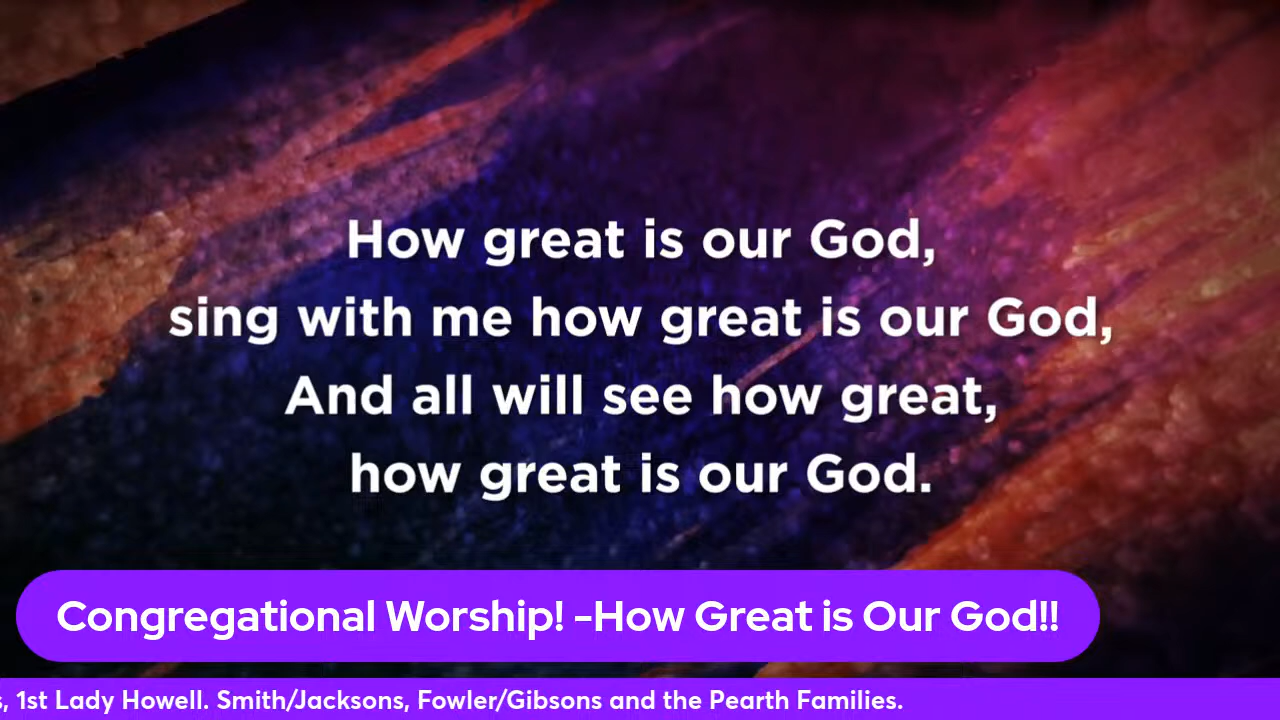 How great is our God,
sing with me how great is our God,
And all will see how great,
how great is our God.
Congregational Worship! -How Great is Our God!!
, 1st Lady Howell. Smith/Jacksons, Fowler/Gibsons and the Pearth Families.